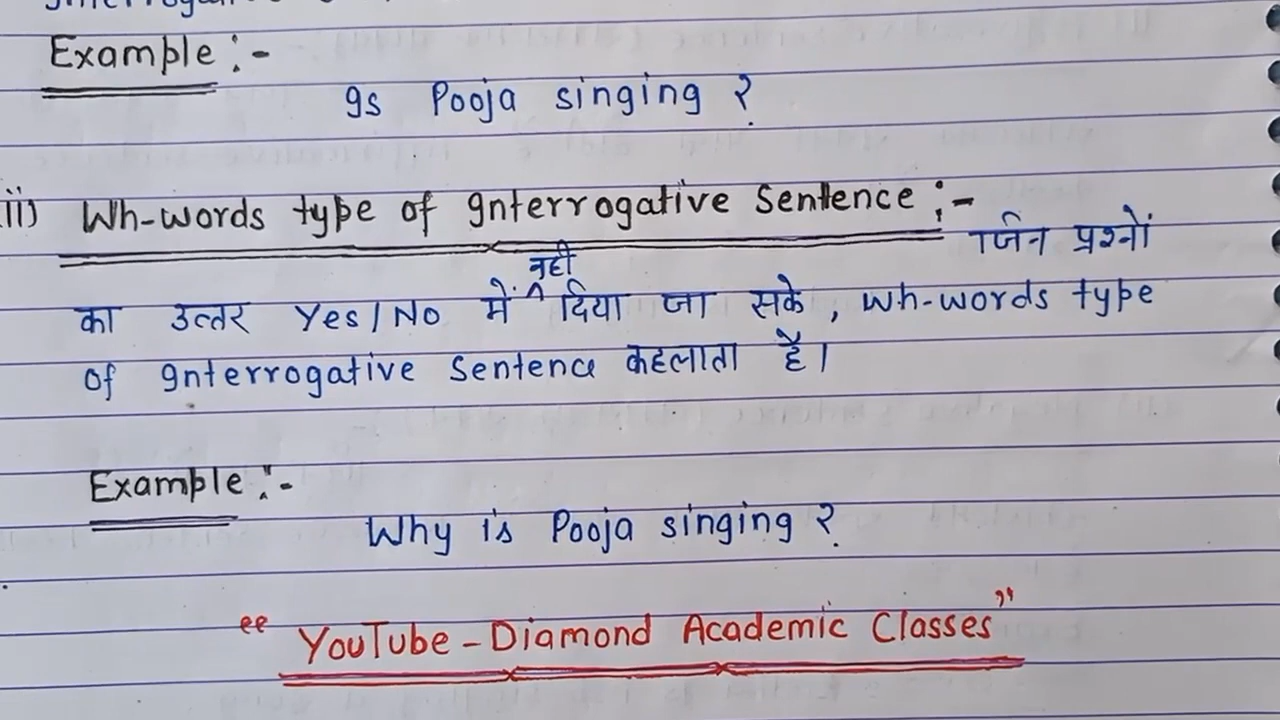 Interrogative
Example :-
Is Pooja singing ?
(ii) Wh-words type of Interrogative Sentence :- जिन प्रश्नों
नहीं
का उत्तर Yes/No में ^ दिया जा सके, Wh-words type
of Interrogative Sentence कहलाता है।
Example :-
Why is Pooja singing ?
"YouTube - Diamond Academic Classes"